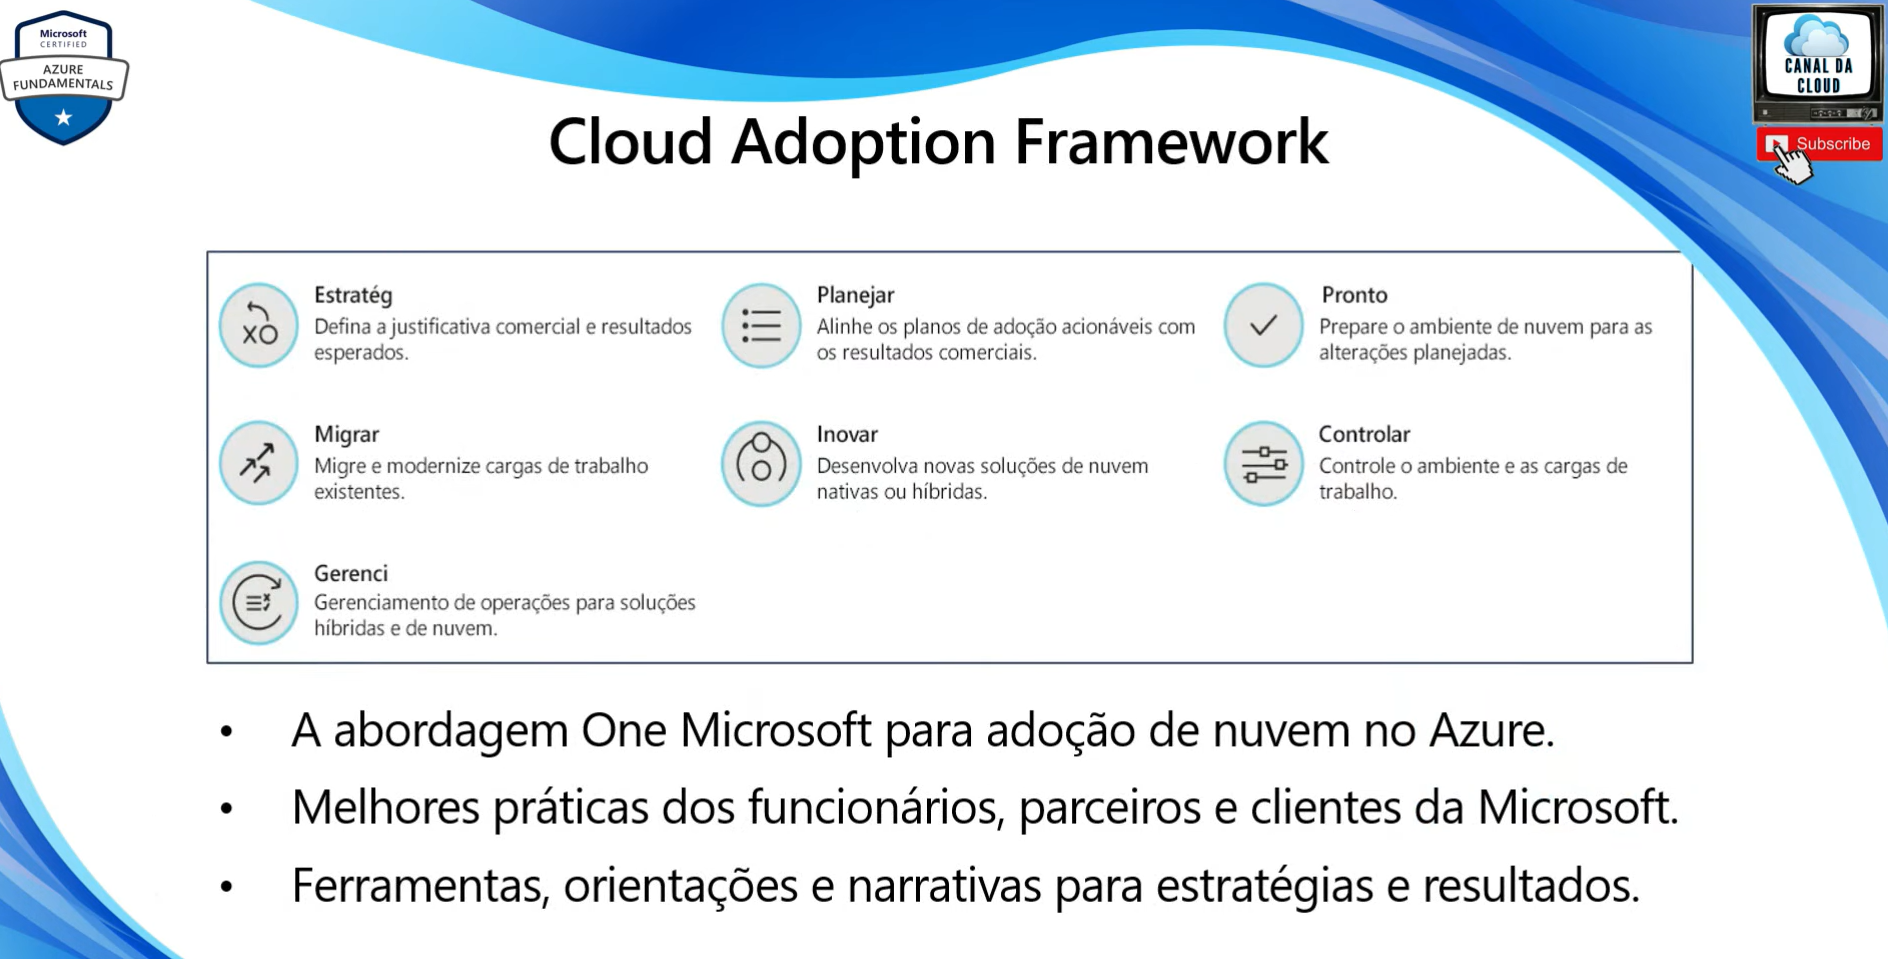 Microsoft
CERTIFIED
AZURE
FUNDAMENTALS
CANAL DA
CLOUD
Subscribe
Cloud Adoption Framework
Estratég
Defina a justificativa comercial e resultados
esperados.
Planejar
Alinhe os planos de adoção acionáveis com
os resultados comerciais.
Pronto
Prepare o ambiente de nuvem para as
alterações planejadas.
Migrar
Migre e modernize cargas de trabalho
existentes.
Inovar
Desenvolva novas soluções de nuvem
nativas ou híbridas.
Controlar
Controle o ambiente e as cargas de
trabalho.
Gerenci
Gerenciamento de operações para soluções
híbridas e de nuvem.
• A abordagem One Microsoft para adoção de nuvem no Azure.
• Melhores práticas dos funcionários, parceiros e clientes da Microsoft.
• Ferramentas, orientações e narrativas para estratégias e resultados.